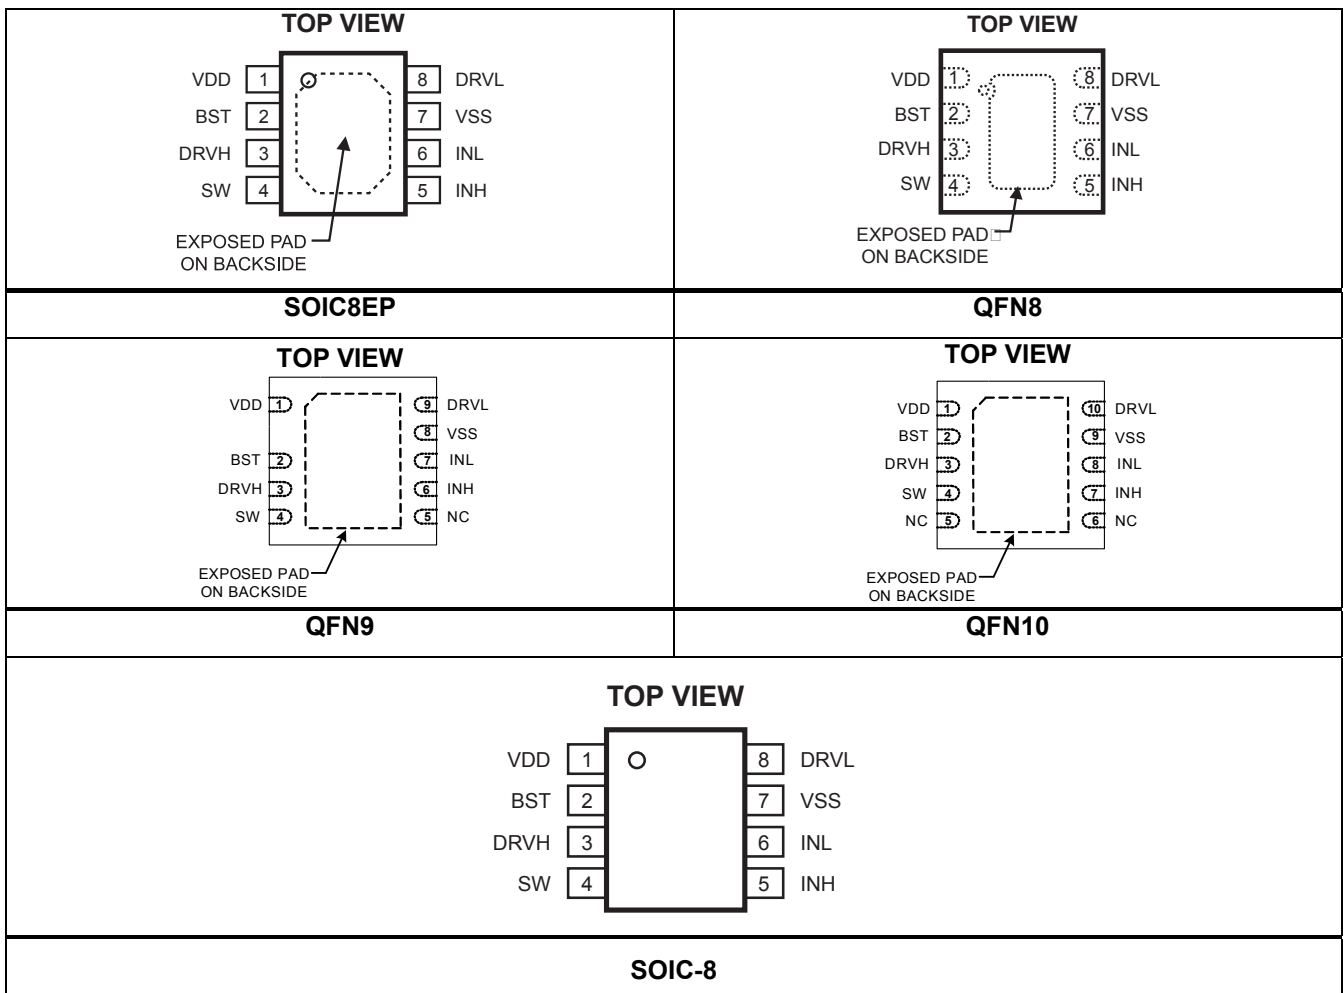 TOP VIEW
VDD 1 8 DRVL
BST 2 7 VSS
DRVH 3 6 INL
SW 4 5 INH
EXPOSED PAD
ON BACKSIDE
SOIC8EP
TOP VIEW
VDD 1 8 DRVL
BST 2 7 VSS
DRVH 3 6 INL
SW 4 5 INH
EXPOSED PAD
ON BACKSIDE
QFN8
TOP VIEW
VDD 1 9 DRVL
8 VSS
BST 2 7 INL
DRVH 3 6 INH
SW 4 5 NC
EXPOSED PAD
ON BACKSIDE
QFN9
TOP VIEW
VDD 1 10 DRVL
BST 2 9 VSS
DRVH 3 8 INL
SW 4 7 INH
NC 5 6 NC
EXPOSED PAD
ON BACKSIDE
QFN10
TOP VIEW
VDD 1 8 DRVL
BST 2 7 VSS
DRVH 3 6 INL
SW 4 5 INH
SOIC-8